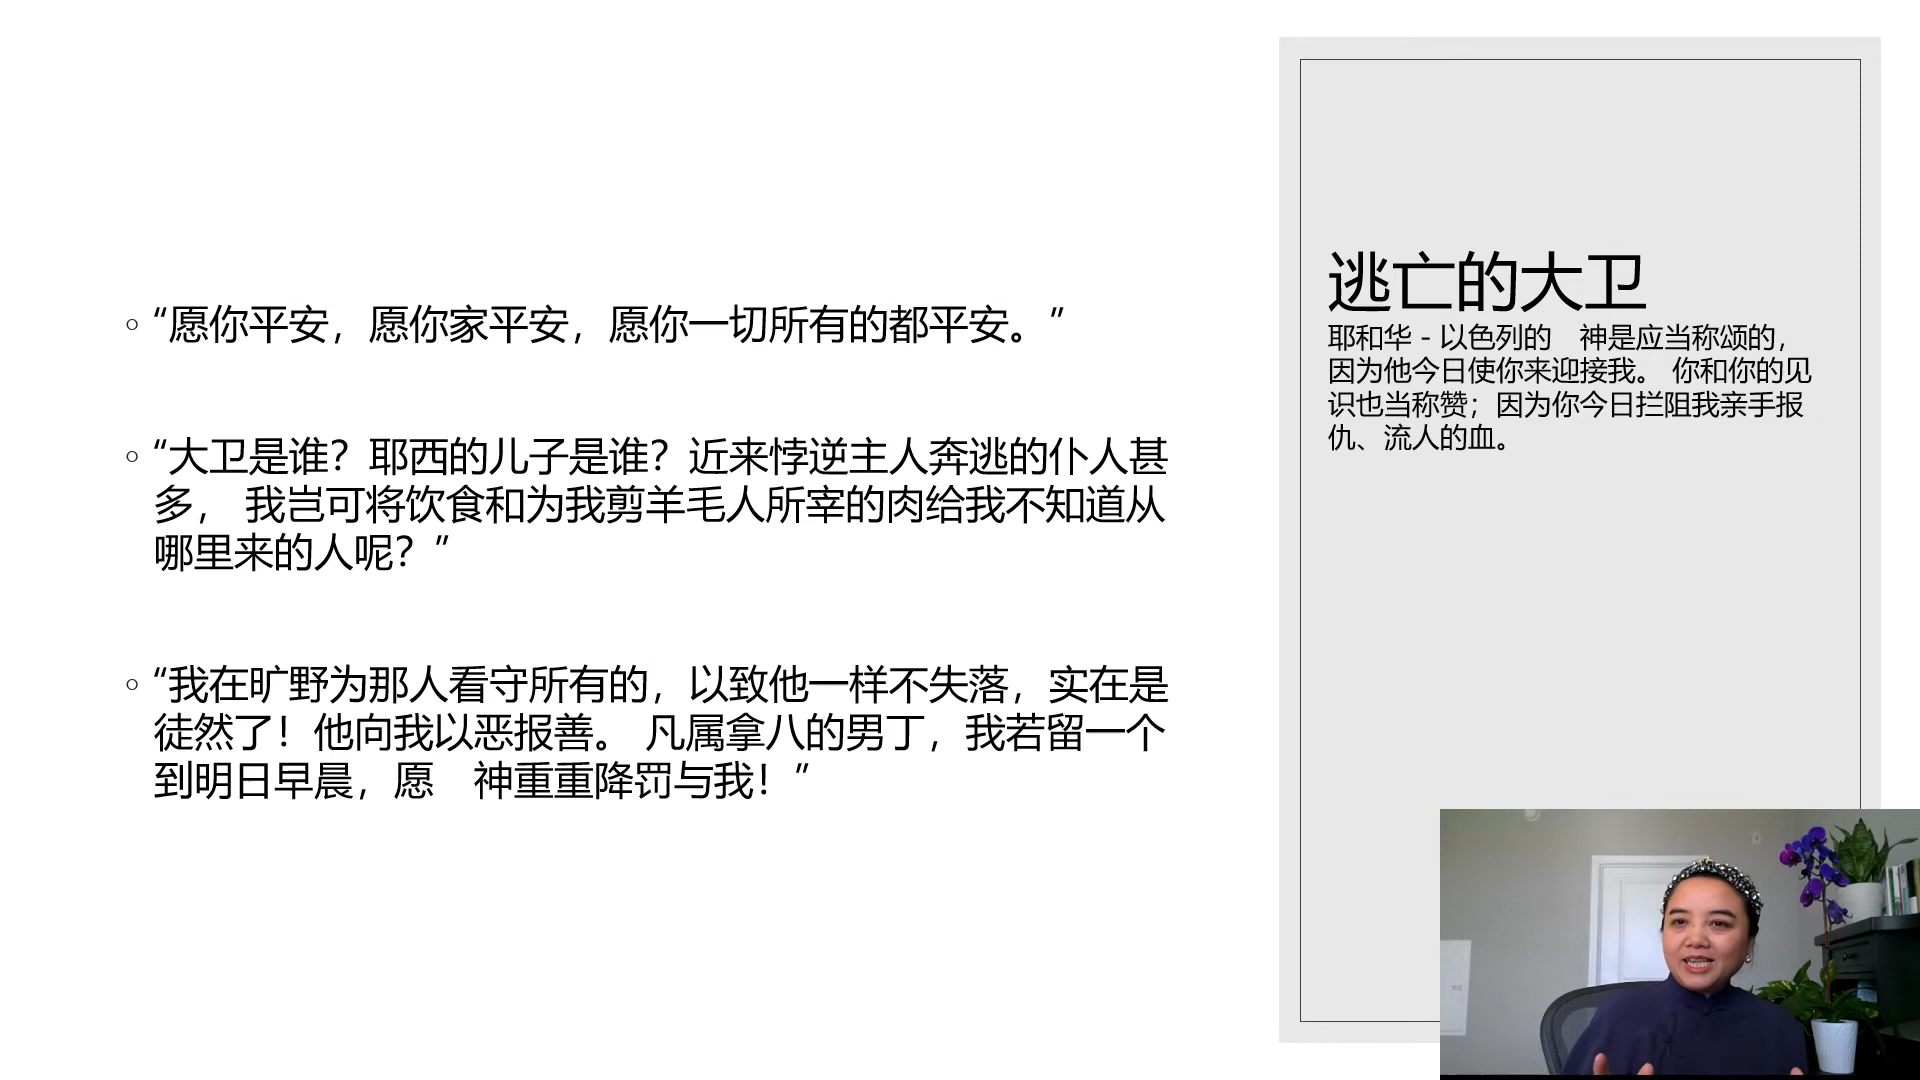 “愿你平安，愿你家平安，愿你一切所有的都平安。”
“大卫是谁？耶西的儿子是谁？近来悖逆主人奔逃的仆人甚
多， 我岂可将饮食和为我剪羊毛人所宰的肉给我不知道从
哪里来的人呢？”
“我在旷野为那人看守所有的，以致他一样不失落，实在是
徒然了！他向我以恶报善。 凡属拿八的男丁，我若留一个
到明日早晨，愿　神重重降罚与我！”
逃亡的大卫
耶和华－以色列的　神是应当称颂的，
因为他今日使你来迎接我。 你和你的见
识也当称赞；因为你今日拦阻我亲手报
仇、流人的血。